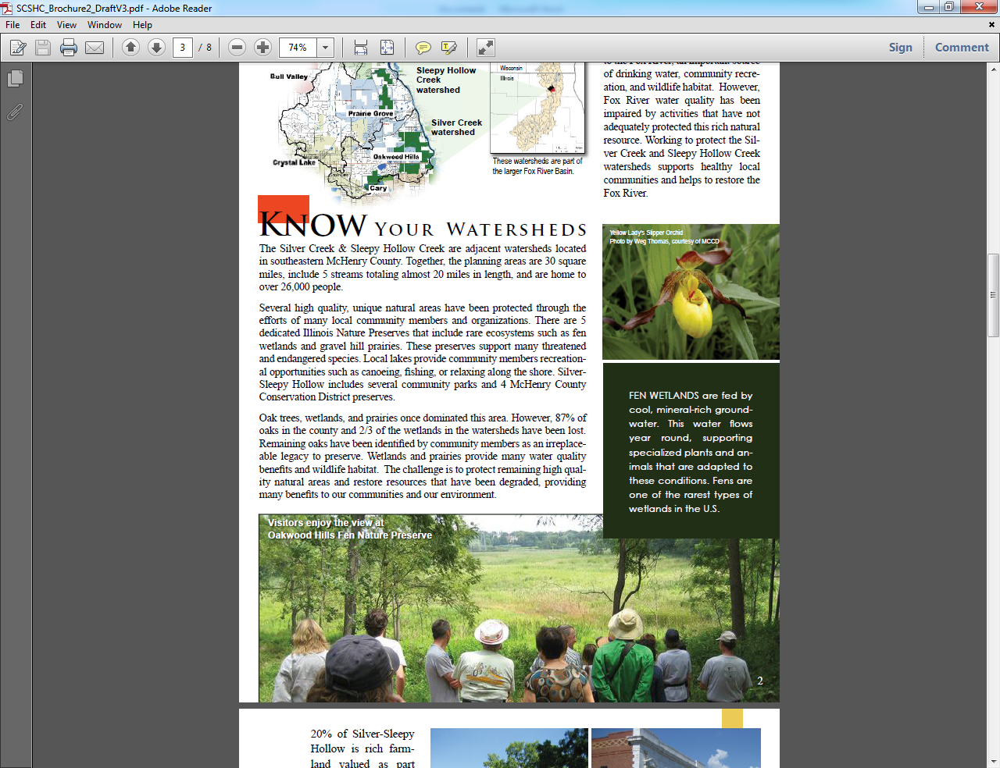 SCSHC_Brochure2_DraftV3.pdf - Adobe Reader
File Edit View Window Help
3 / 8 74% Sign Comment
Bull Valley
Prairie Grove
Crystal Lake
Oakwood Hills
Cary
Sleepy Hollow
Creek
watershed
Silver Creek
watershed
Wisconsin
Illinois
These watersheds are part of
the larger Fox River Basin.
to the Fox River, an important source
of drinking water, community recre-
ation, and wildlife habitat. However,
Fox River water quality has been
impaired by activities that have not
adequately protected this rich natural
resource. Working to protect the Sil-
ver Creek and Sleepy Hollow Creek
watersheds supports healthy local
communities and helps to restore the
Fox River.
KNOW YOUR WATERSHEDS
The Silver Creek & Sleepy Hollow Creek are adjacent watersheds located
in southeastern McHenry County. Together, the planning areas are 30 square
miles, include 5 streams totaling almost 20 miles in length, and are home to
over 26,000 people.
Several high quality, unique natural areas have been protected through the
efforts of many local community members and organizations. There are 5
dedicated Illinois Nature Preserves that include rare ecosystems such as fen
wetlands and gravel hill prairies. These preserves support many threatened
and endangered species. Local lakes provide community members recreation-
al opportunities such as canoeing, fishing, or relaxing along the shore. Silver-
Sleepy Hollow includes several community parks and 4 McHenry County
Conservation District preserves.
Oak trees, wetlands, and prairies once dominated this area. However, 87% of
oaks in the county and 2/3 of the wetlands in the watersheds have been lost.
Remaining oaks have been identified by community members as an irreplace-
able legacy to preserve. Wetlands and prairies provide many water quality
benefits and wildlife habitat. The challenge is to protect remaining high qual-
ity natural areas and restore resources that have been degraded, providing
many benefits to our communities and our environment.
Yellow Lady's Slipper Orchid
Photo by Weg Thomas, courtesy of MCCD
FEN WETLANDS are fed by
cool, mineral-rich ground-
water. This water flows
year round, supporting
specialized plants and an-
imals that are adapted to
these conditions. Fens are
one of the rarest types of
wetlands in the U.S.
Visitors enjoy the view at
Oakwood Hills Fen Nature Preserve
2
20% of Silver-Sleepy
Hollow is rich farm-
land valued as part